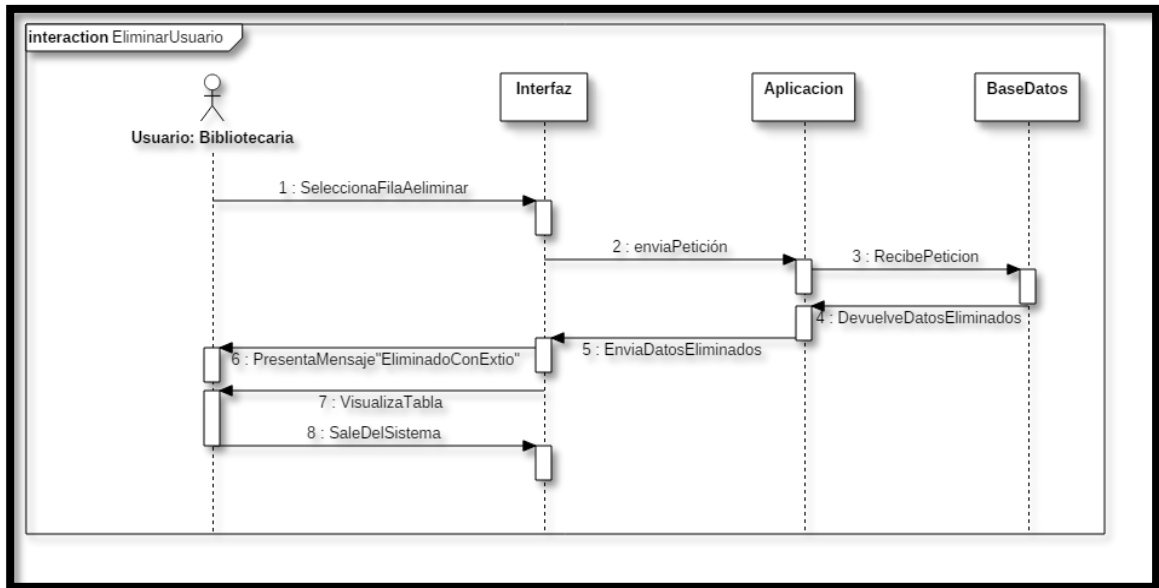 interaction EliminarUsuario
Interfaz
Aplicacion
BaseDatos
Usuario: Bibliotecaria
1 : SeleccionaFilaAeliminar
2 : enviaPetición
3 : RecibePeticion
4 : DevuelveDatosEliminados
5 : EnviaDatosEliminados
6 : PresentaMensaje"EliminadoConExtio"
7 : VisualizaTabla
8 : SaleDelSistema